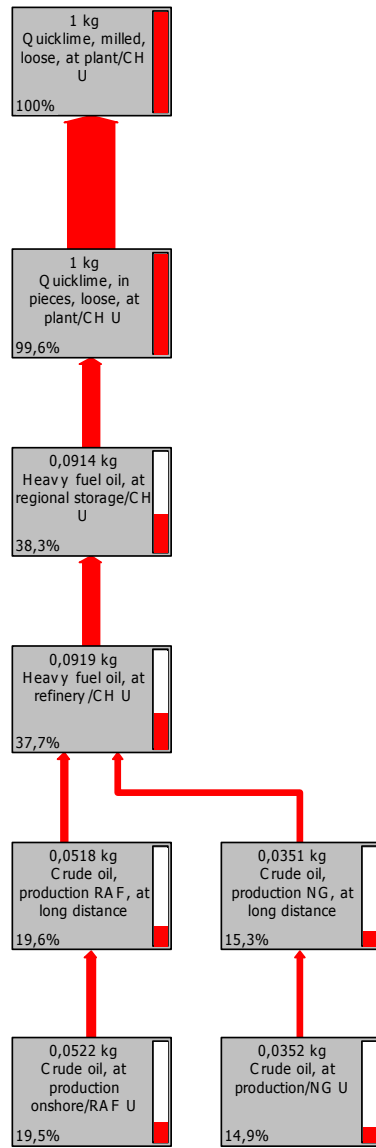 1 kg
Quicklime, milled,
loose, at plant/CH
U
100%
1 kg
Quicklime, in
pieces, loose, at
plant/CH U
99,6%
0,0914 kg
Heavy fuel oil, at
regional storage/CH
U
38,3%
0,0919 kg
Heavy fuel oil, at
refinery/CH U
37,7%
0,0518 kg
Crude oil,
production RAF, at
long distance
19,6%
0,0351 kg
Crude oil,
production NG, at
long distance
15,3%
0,0522 kg
Crude oil, at
production
onshore/RAF U
19,5%
0,0352 kg
Crude oil, at
production/NG U
14,9%